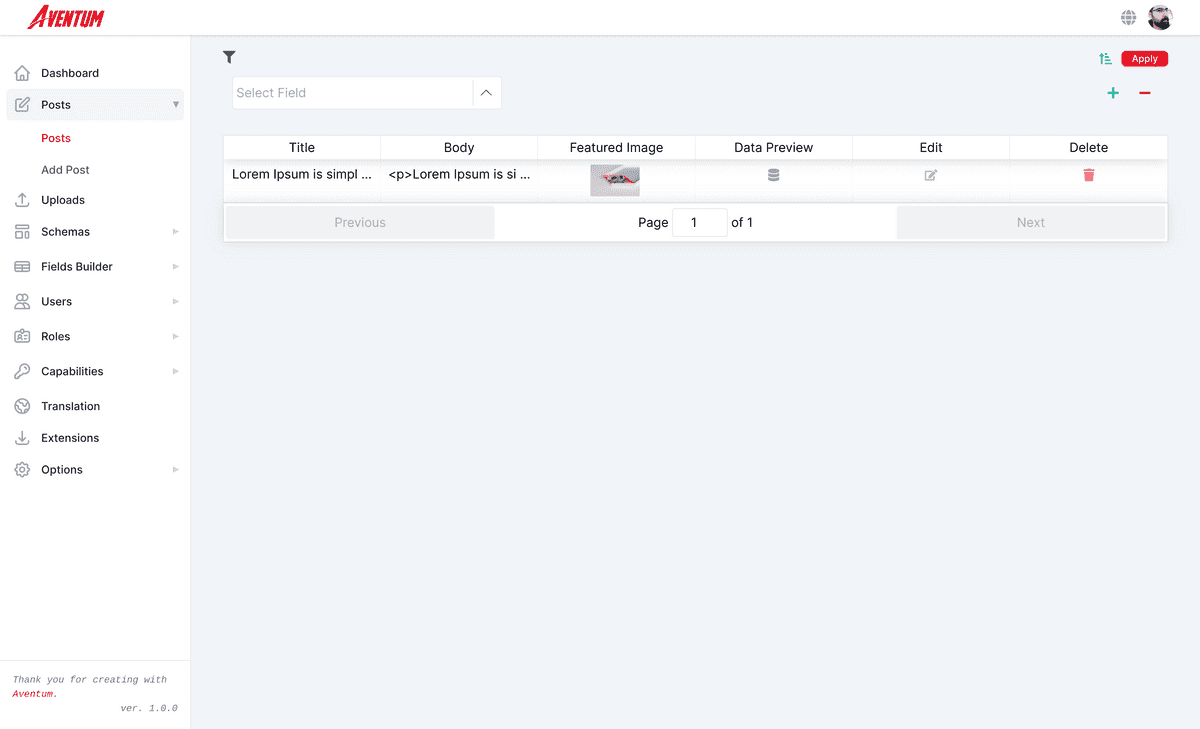 AVENTUM
Dashboard
Posts
Posts
Add Post
Uploads
Schemas
Fields Builder
Users
Roles
Capabilities
Translation
Extensions
Options
Thank you for creating with
Aventum.
ver. 1.0.0
Apply
Select Field
Title Body Featured Image Data Preview Edit Delete
Lorem Ipsum is simpl ... <p>Lorem Ipsum is si ...
Previous Page 1 of 1 Next